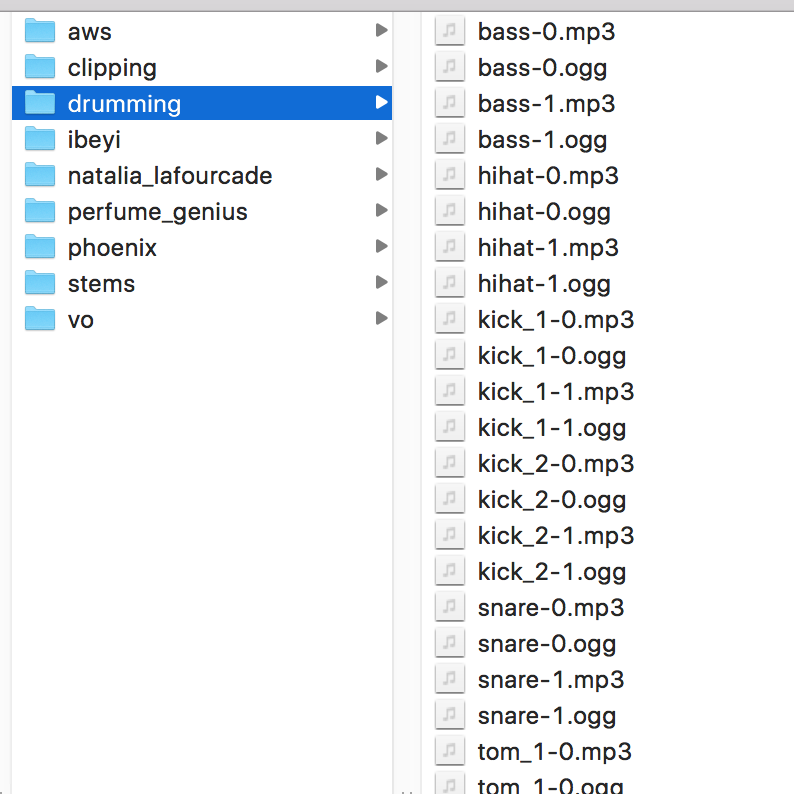 aws
clipping
drumming
ibeyi
natalia_lafourcade
perfume_genius
phoenix
stems
vo
bass-0.mp3
bass-0.ogg
bass-1.mp3
bass-1.ogg
hihat-0.mp3
hihat-0.ogg
hihat-1.mp3
hihat-1.ogg
kick_1-0.mp3
kick_1-0.ogg
kick_1-1.mp3
kick_1-1.ogg
kick_2-0.mp3
kick_2-0.ogg
kick_2-1.mp3
kick_2-1.ogg
snare-0.mp3
snare-0.ogg
snare-1.mp3
snare-1.ogg
tom_1-0.mp3
tom_1-0.ogg